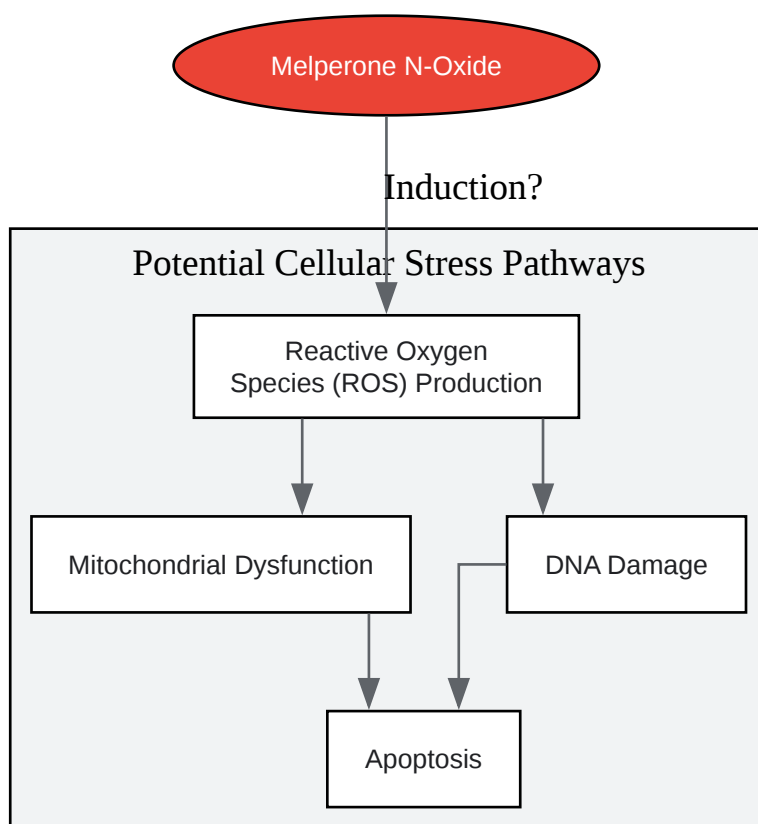 Melperone N-Oxide
Induction?
Potential Cellular Stress Pathways
Reactive Oxygen
Species (ROS) Production
Mitochondrial Dysfunction
DNA Damage
Apoptosis